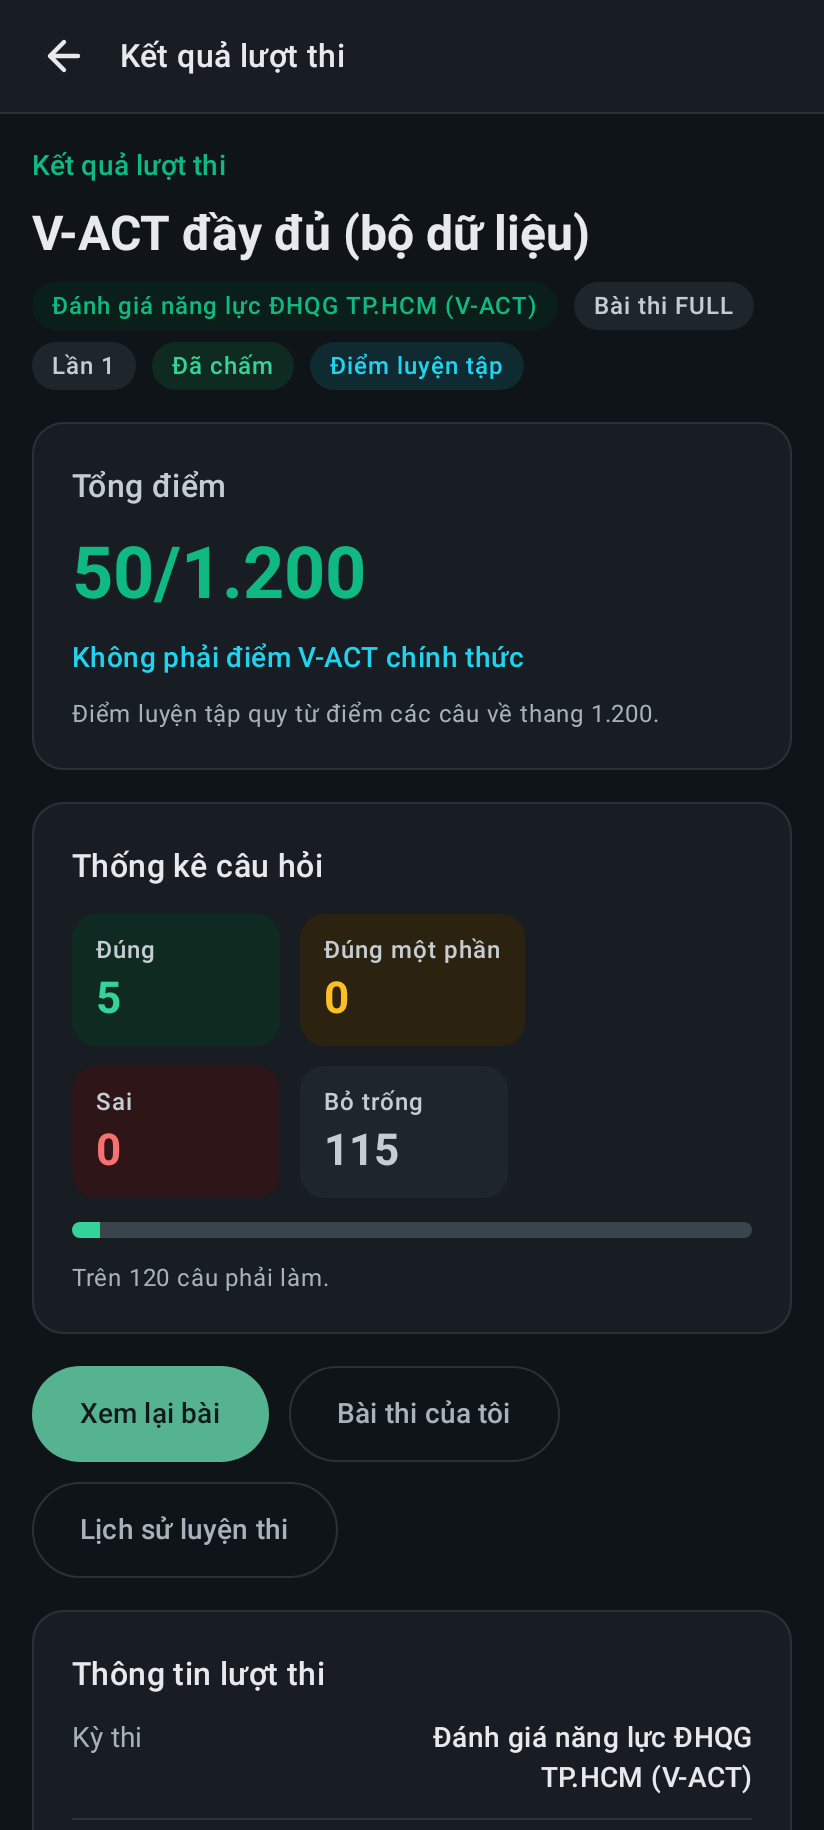 Kết quả lượt thi
Kết quả lượt thi
V-ACT đầy đủ (bộ dữ liệu)
Đánh giá năng lực ĐHQG TP.HCM (V-ACT)
Bài thi FULL
Lần 1
Đã chấm
Điểm luyện tập
Tổng điểm
50/1.200
Không phải điểm V-ACT chính thức
Điểm luyện tập quy từ điểm các câu về thang 1.200.
Thống kê câu hỏi
Đúng
5
Đúng một phần
0
Sai
0
Bỏ trống
115
Trên 120 câu phải làm.
Xem lại bài
Bài thi của tôi
Lịch sử luyện thi
Thông tin lượt thi
Kỳ thi
Đánh giá năng lực ĐHQG
TP.HCM (V-ACT)